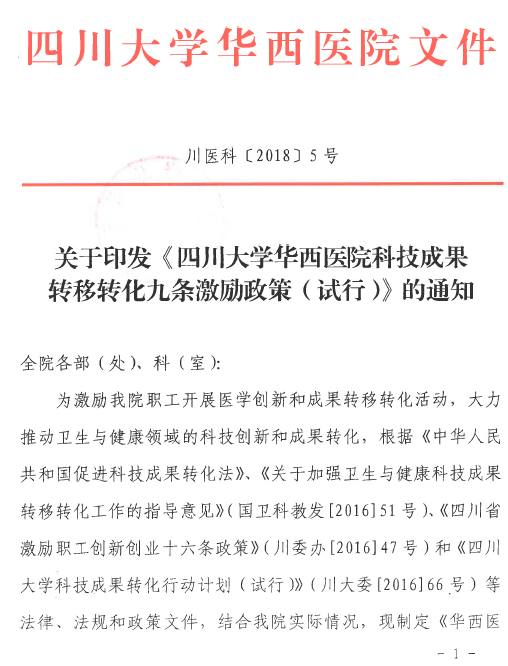 四川大学华西医院文件
川医科〔2018〕5号
关于印发《四川大学华西医院科技成果
转移转化九条激励政策（试行）》的通知
全院各部（处）、科（室）：
为激励我院职工开展医学创新和成果转移转化活动，大力
推动卫生与健康领域的科技创新和成果转化，根据《中华人民
共和国促进科技成果转化法》、《关于加强卫生与健康科技成果
转移转化工作的指导意见》（国卫科教发[2016]51号）、《四川省
激励职工创新创业十六条政策》（川委办[2016]47号）和《四川
大学科技成果转化行动计划（试行）》（川大委[2016]66号）等
法律、法规和政策文件，结合我院实际情况，现制定《华西医
- 1 -